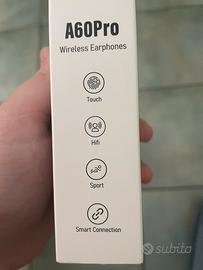 A60Pro
Wireless Earphones
Touch
Hifi
Sport
Smart Connection
subito